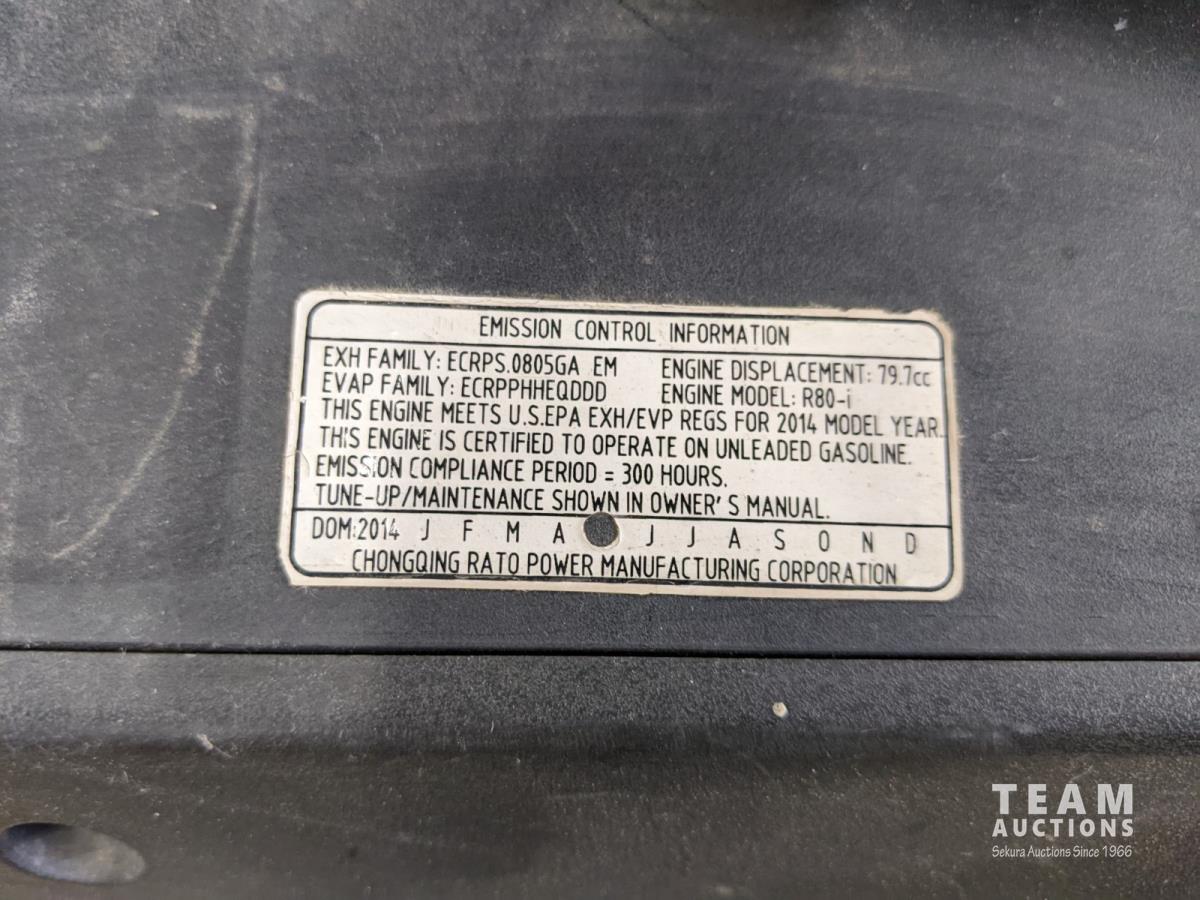 EMISSION CONTROL INFORMATION
EXH FAMILY: ECRPS.0805GA EM ENGINE DISPLACEMENT: 79.7cc
EVAP FAMILY: ECRPPHHEQDDD ENGINE MODEL: R80-i
THIS ENGINE MEETS U.S.EPA EXH/EVP REGS FOR 2014 MODEL YEAR.
THIS ENGINE IS CERTIFIED TO OPERATE ON UNLEADED GASOLINE.
EMISSION COMPLIANCE PERIOD = 300 HOURS.
TUNE-UP/MAINTENANCE SHOWN IN OWNER' S MANUAL.
DOM:2014 J F M A J J A S O N D
CHONGQING RATO POWER MANUFACTURING CORPORATION
TEAM
AUCTIONS
Sekura Auctions Since 1966